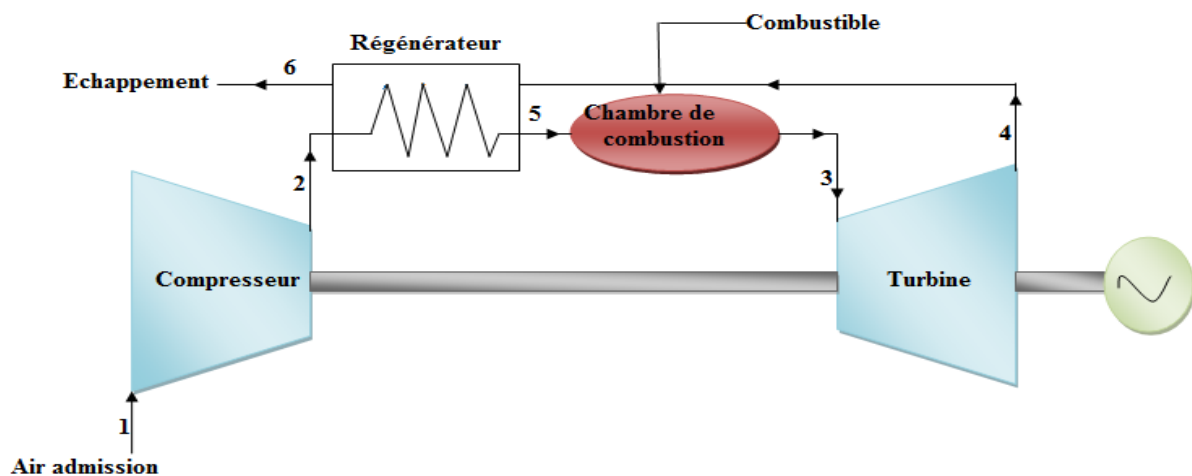 Combustible
Régénérateur
6
Echappement
5
Chambre de
combustion
4
2
3
Compresseur
Turbine
1
Air admission